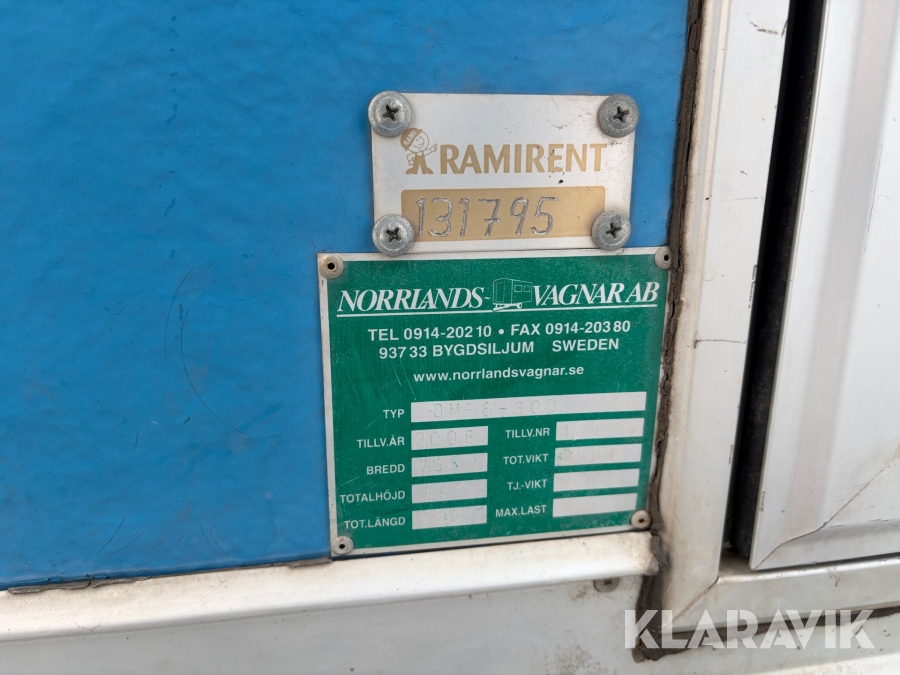 RAMIRENT
131795
NORRLANDS VAGNAR AB
TEL 0914-202 10 • FAX 0914-203 80
937 33 BYGDSILJUM SWEDEN
www.norrlandsvagnar.se
TYP
TILLV.ÅR 2008 TILLV.NR
BREDD TOT.VIKT
TOTALHÖJD TJ.-VIKT
TOT.LÄNGD MAX.LAST
KLARAVIK